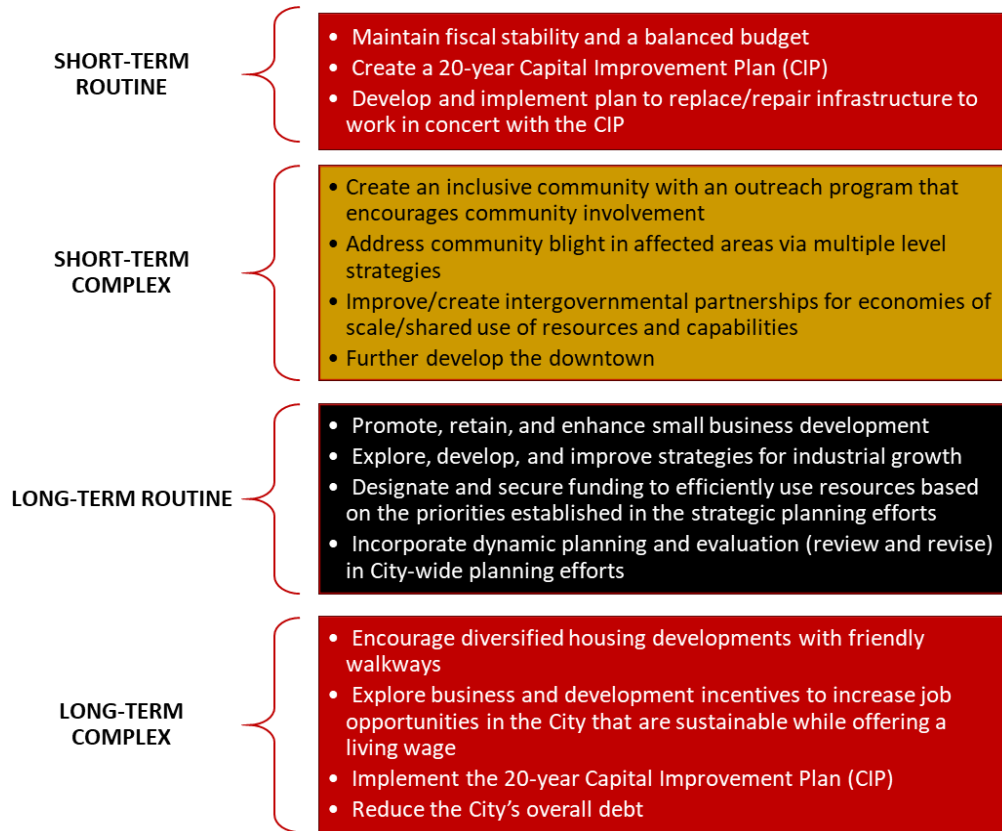 SHORT-TERM
ROUTINE
• Maintain fiscal stability and a balanced budget
• Create a 20-year Capital Improvement Plan (CIP)
• Develop and implement plan to replace/repair infrastructure to
work in concert with the CIP
SHORT-TERM
COMPLEX
• Create an inclusive community with an outreach program that
encourages community involvement
• Address community blight in affected areas via multiple level
strategies
• Improve/create intergovernmental partnerships for economies of
scale/shared use of resources and capabilities
• Further develop the downtown
LONG-TERM ROUTINE
• Promote, retain, and enhance small business development
• Explore, develop, and improve strategies for industrial growth
• Designate and secure funding to efficiently use resources based
on the priorities established in the strategic planning efforts
• Incorporate dynamic planning and evaluation (review and revise)
in City-wide planning efforts
LONG-TERM
COMPLEX
• Encourage diversified housing developments with friendly
walkways
• Explore business and development incentives to increase job
opportunities in the City that are sustainable while offering a
living wage
• Implement the 20-year Capital Improvement Plan (CIP)
• Reduce the City’s overall debt